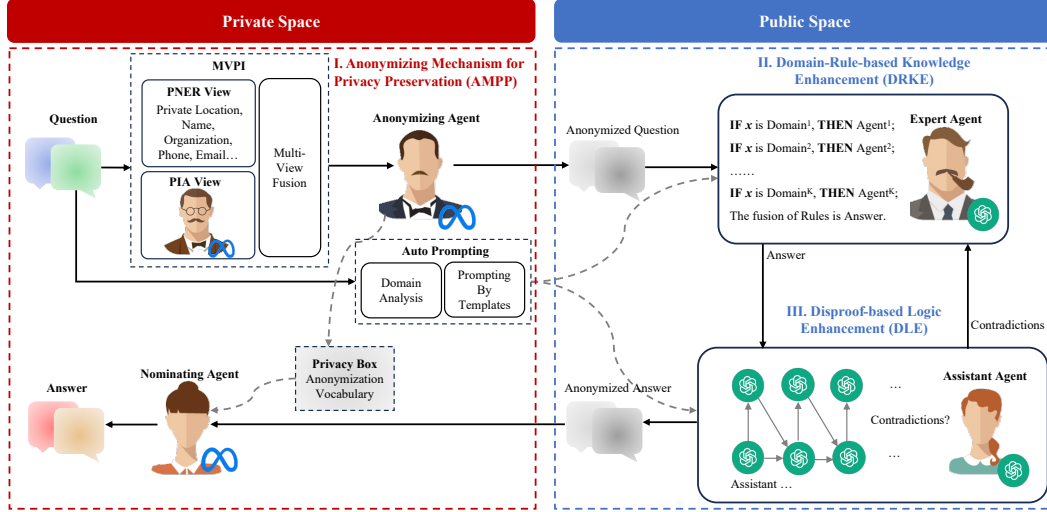 Private Space
Public Space
I. Anonymizing Mechanism for
Privacy Preservation (AMPP)
MVPI
PNER View
Private Location,
Name,
Organization,
Phone, Email…
PIA View
Multi-
View
Fusion
Question
Anonymizing Agent
Auto Prompting
Domain
Analysis
Prompting
By
Templates
Privacy Box
Anonymization
Vocabulary
Nominating Agent
Answer
II. Domain-Rule-based Knowledge
Enhancement (DRKE)
Anonymized Question
IF x is Domain¹, THEN Agent¹;
IF x is Domain², THEN Agent²;
……
IF x is Domainᴷ, THEN Agentᴷ;
The fusion of Rules is Answer.
Expert Agent
Answer
III. Disproof-based Logic
Enhancement (DLE)
Contradictions
Anonymized Answer
…
Assistant Agent
Contradictions?
…
Assistant …